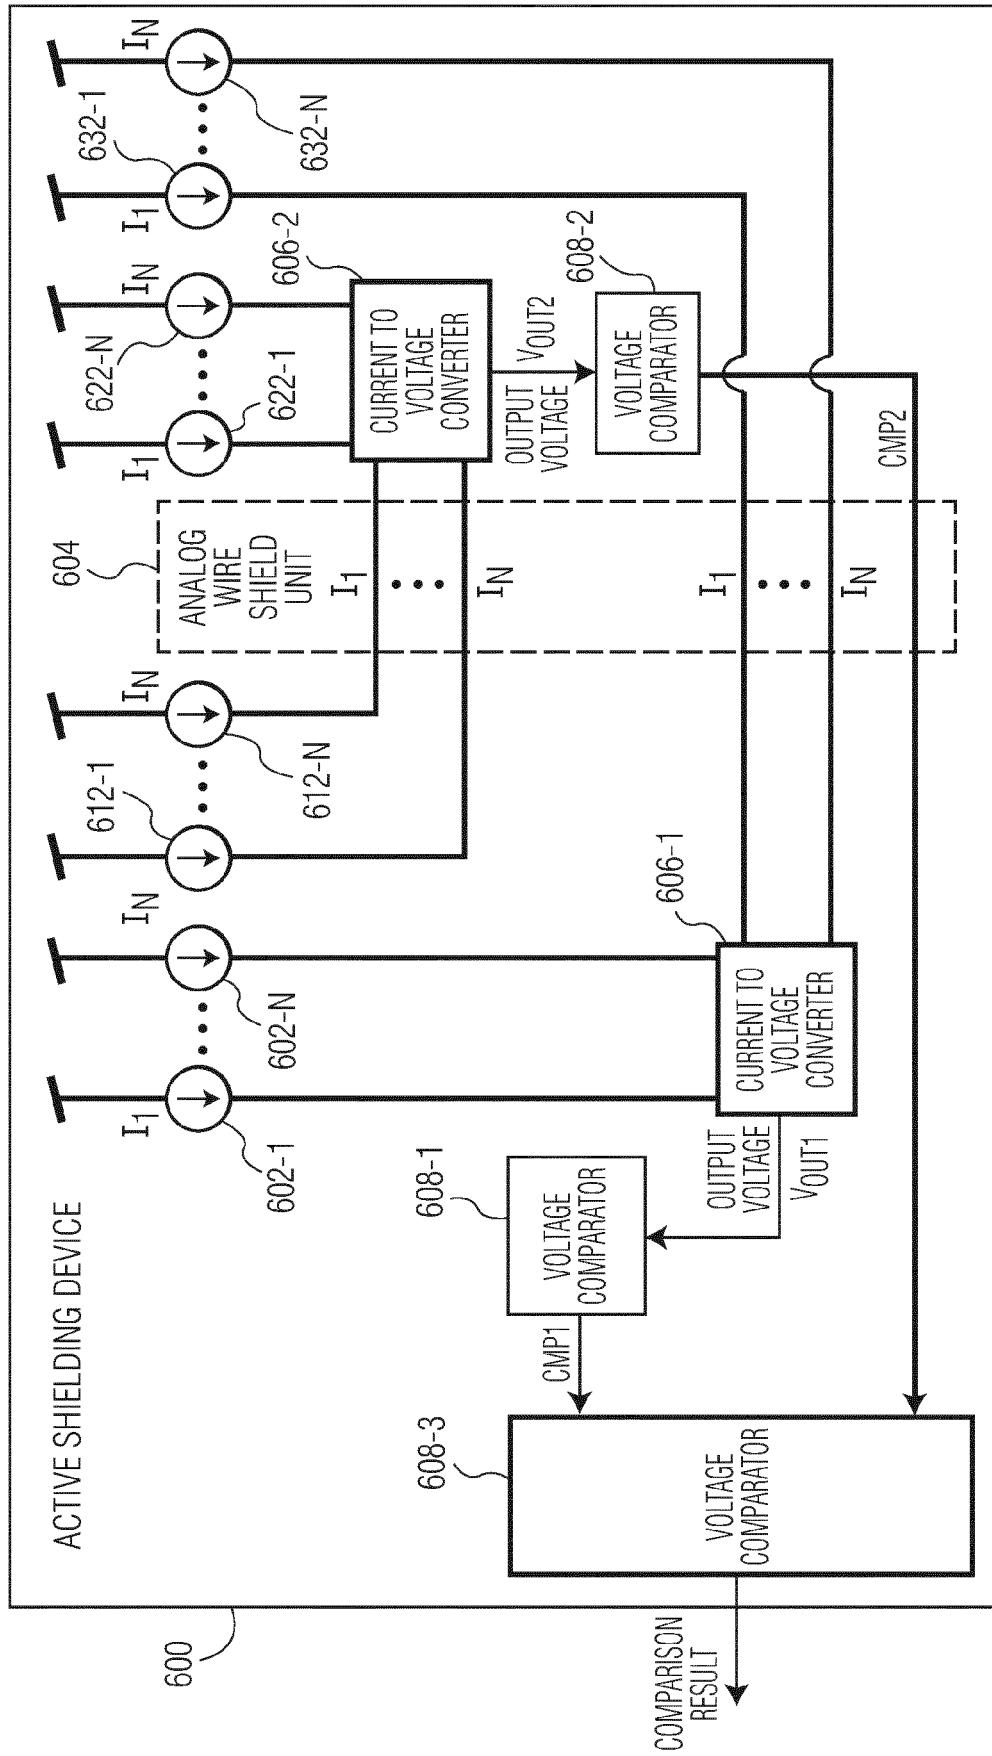 ACTIVE SHIELDING DEVICE
600
I1
602-1
602-N
IN
612-1
612-N
IN
604
ANALOG
WIRE
SHIELD
UNIT
I1
622-1
622-N
IN
I1
632-1
IN
632-N
I1
IN
606-2
CURRENT TO
VOLTAGE
CONVERTER
OUTPUT
VOLTAGE
VOUT2
608-2
VOLTAGE
COMPARATOR
606-1
CURRENT TO
VOLTAGE
CONVERTER
OUTPUT
VOLTAGE
VOUT1
608-1
VOLTAGE
COMPARATOR
CMP1
I1
IN
CMP2
608-3
VOLTAGE
COMPARATOR
COMPARISON
RESULT